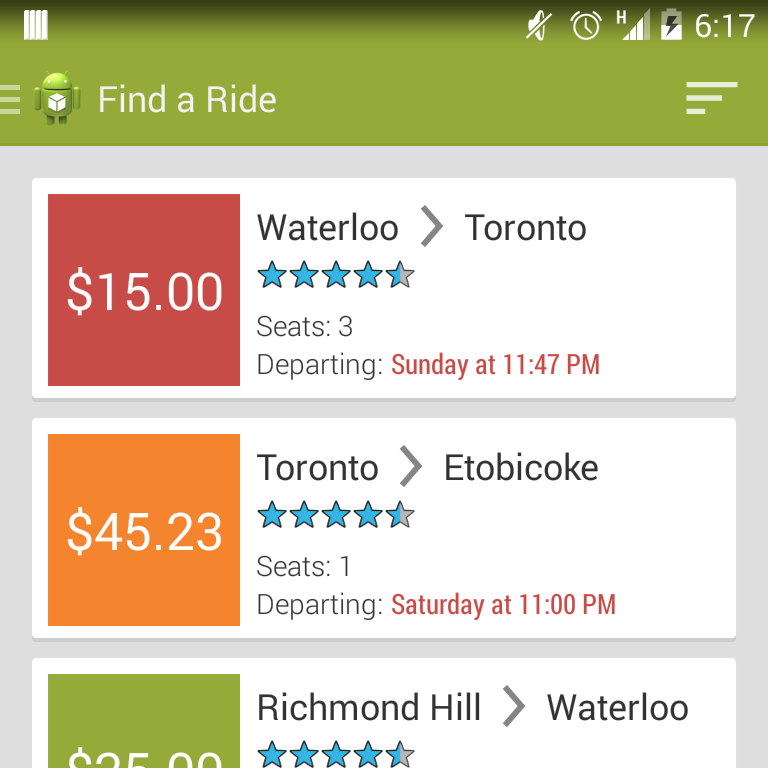 H 6:17
Find a Ride
$15.00
Waterloo Toronto
Seats: 3
Departing: Sunday at 11:47 PM
$45.23
Toronto Etobicoke
Seats: 1
Departing: Saturday at 11:00 PM
Richmond Hill Waterloo